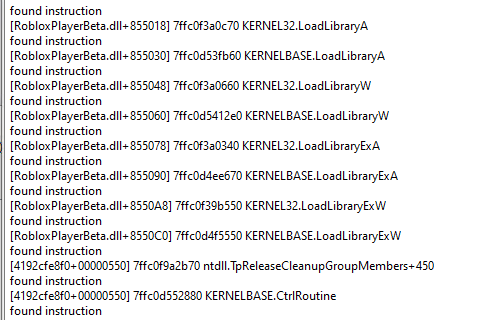 found instruction
[RobloxPlayerBeta.dll+855018] 7ffc0f3a0c70 KERNEL32.LoadLibraryA
found instruction
[RobloxPlayerBeta.dll+855030] 7ffc0d53fb60 KERNELBASE.LoadLibraryA
found instruction
[RobloxPlayerBeta.dll+855048] 7ffc0f3a0660 KERNEL32.LoadLibraryW
found instruction
[RobloxPlayerBeta.dll+855060] 7ffc0d5412e0 KERNELBASE.LoadLibraryW
found instruction
[RobloxPlayerBeta.dll+855078] 7ffc0f3a0340 KERNEL32.LoadLibraryExA
found instruction
[RobloxPlayerBeta.dll+855090] 7ffc0d4ee670 KERNELBASE.LoadLibraryExA
found instruction
[RobloxPlayerBeta.dll+8550A8] 7ffc0f39b550 KERNEL32.LoadLibraryExW
found instruction
[RobloxPlayerBeta.dll+8550C0] 7ffc0d4f5550 KERNELBASE.LoadLibraryExW
found instruction
[4192cfe8f0+00000550] 7ffc0f9a2b70 ntdll.TpReleaseCleanupGroupMembers+450
found instruction
[4192cfe8f0+00000550] 7ffc0d552880 KERNELBASE.CtrlRoutine
found instruction